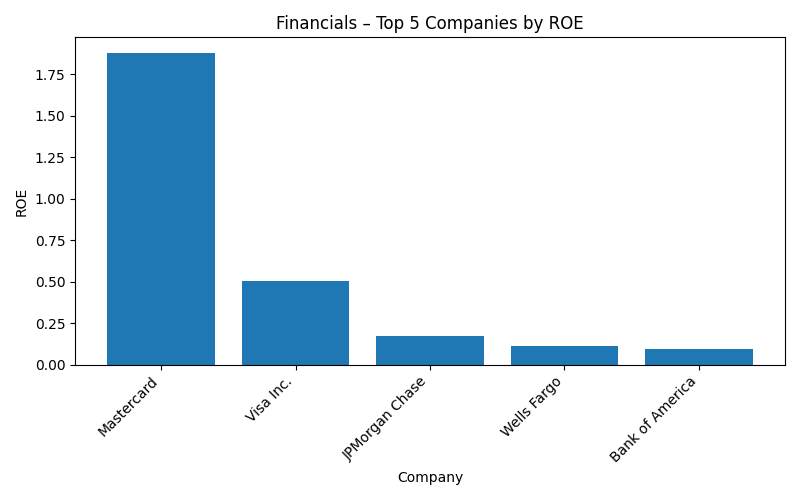 Financials – Top 5 Companies by ROE
ROE
1.75
1.50
1.25
1.00
0.75
0.50
0.25
0.00
Mastercard
Visa Inc.
JPMorgan Chase
Wells Fargo
Bank of America
Company